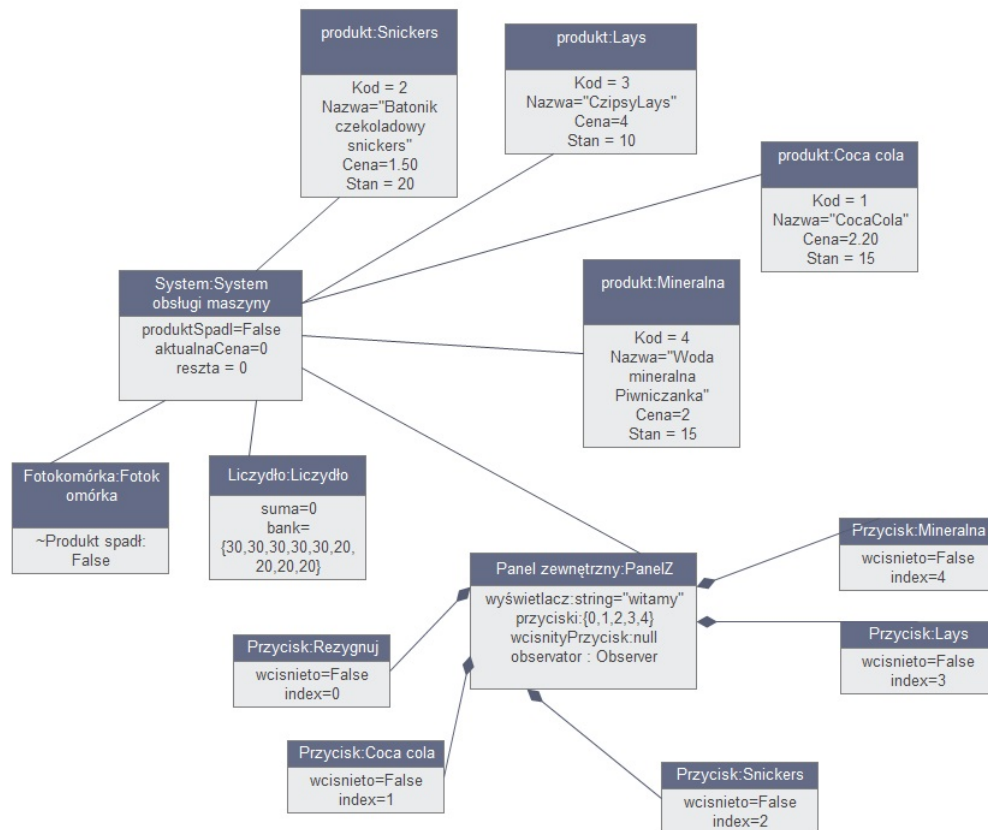 produkt:Snickers
Kod = 2
Nazwa="Batonik
czekoladowy
snickers"
Cena=1.50
Stan = 20
produkt:Lays
Kod = 3
Nazwa="CzipsyLays"
Cena=4
Stan = 10
produkt:Coca cola
Kod = 1
Nazwa="CocaCola"
Cena=2.20
Stan = 15
System:System
obsługi maszyny
produktSpadl=False
aktualnaCena=0
reszta = 0
produkt:Mineralna
Kod = 4
Nazwa="Woda
mineralna
Piwniczanka"
Cena=2
Stan = 15
Fotokomórka:Fotok
omórka
~Produkt spadł:
False
Liczydło:Liczydło
suma=0
bank=
{30,30,30,30,30,20,
20,20,20}
Panel zewnętrzny:PanelZ
wyświetlacz:string="witamy"
przyciski:{0,1,2,3,4}
wcisnityPrzycisk:null
observator : Observer
Przycisk:Mineralna
wcisnieto=False
index=4
Przycisk:Lays
wcisnieto=False
index=3
Przycisk:Rezygnuj
wcisnieto=False
index=0
Przycisk:Coca cola
wcisnieto=False
index=1
Przycisk:Snickers
wcisnieto=False
index=2